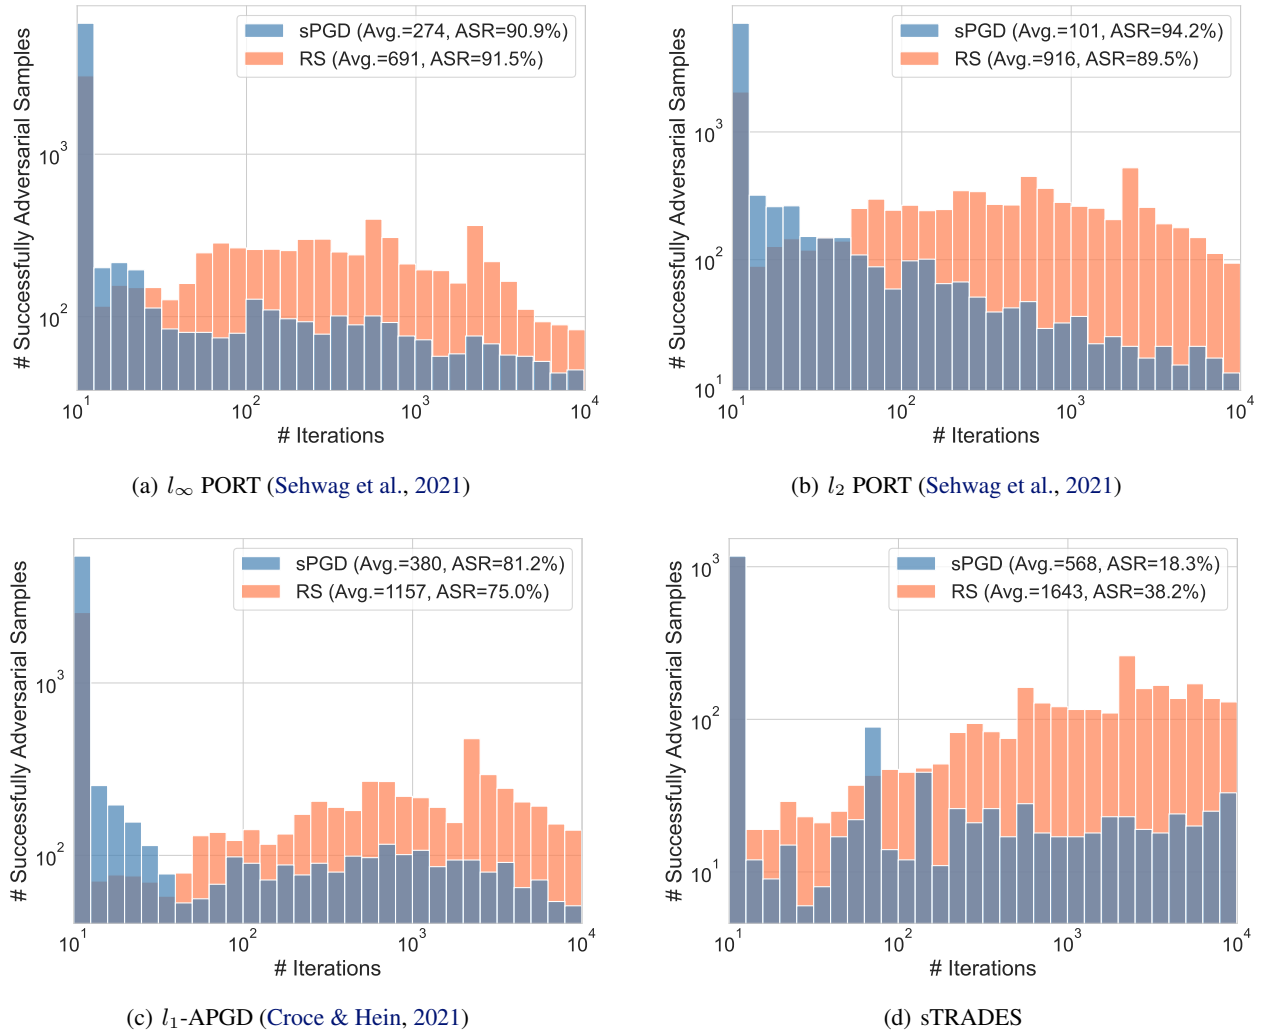 sPGD (Avg.=274, ASR=90.9%)
RS (Avg.=691, ASR=91.5%)
# Successfully Adversarial Samples
10^3
10^2
10^1 10^2 10^3 10^4
# Iterations
(a) l_∞ PORT (Sehwag et al., 2021)
sPGD (Avg.=101, ASR=94.2%)
RS (Avg.=916, ASR=89.5%)
# Successfully Adversarial Samples
10^3
10^2
10^1
10^1 10^2 10^3 10^4
# Iterations
(b) l_2 PORT (Sehwag et al., 2021)
sPGD (Avg.=380, ASR=81.2%)
RS (Avg.=1157, ASR=75.0%)
# Successfully Adversarial Samples
10^3
10^2
10^1 10^2 10^3 10^4
# Iterations
(c) l_1-APGD (Croce & Hein, 2021)
sPGD (Avg.=568, ASR=18.3%)
RS (Avg.=1643, ASR=38.2%)
# Successfully Adversarial Samples
10^3
10^2
10^1
10^1 10^2 10^3 10^4
# Iterations
(d) sTRADES